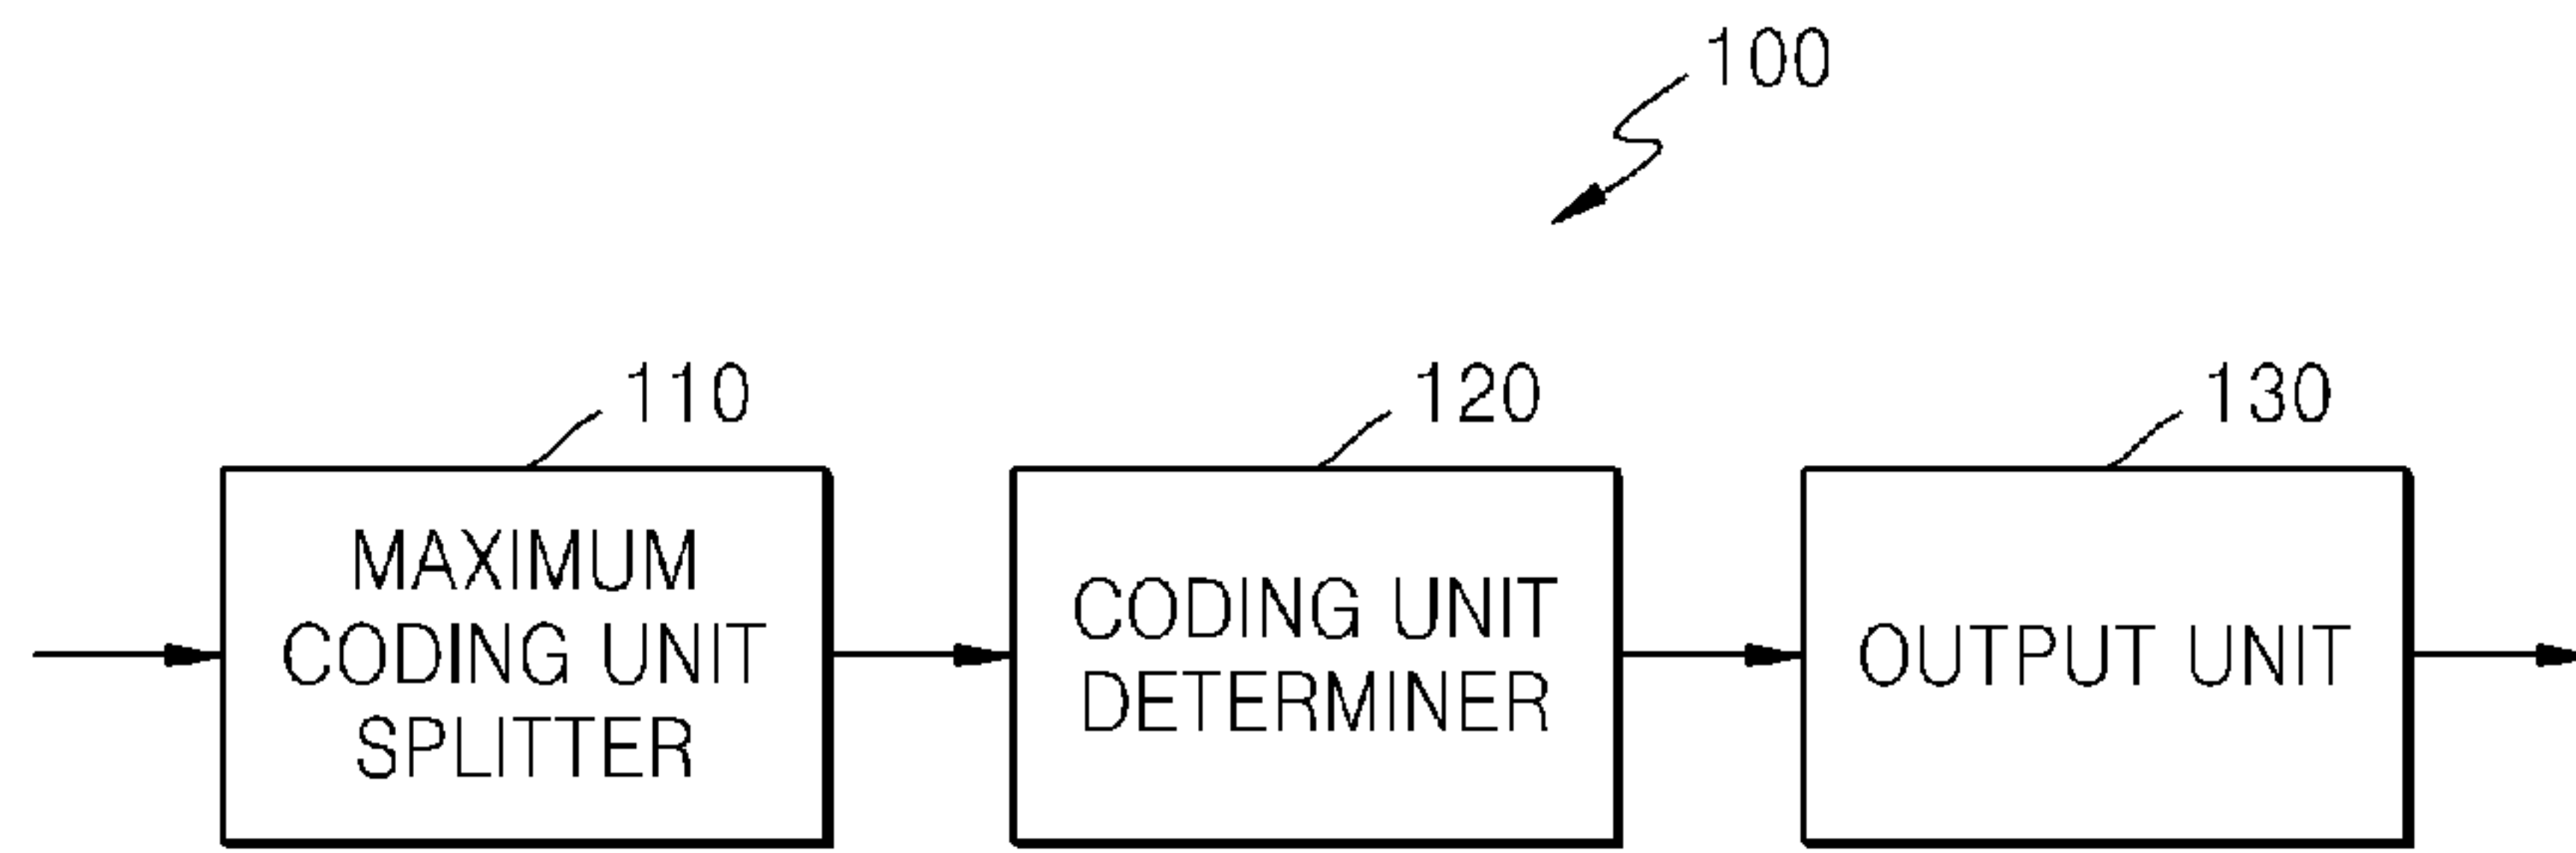 100
110
120
130
MAXIMUM
CODING UNIT
SPLITTER
CODING UNIT
DETERMINER
OUTPUT UNIT